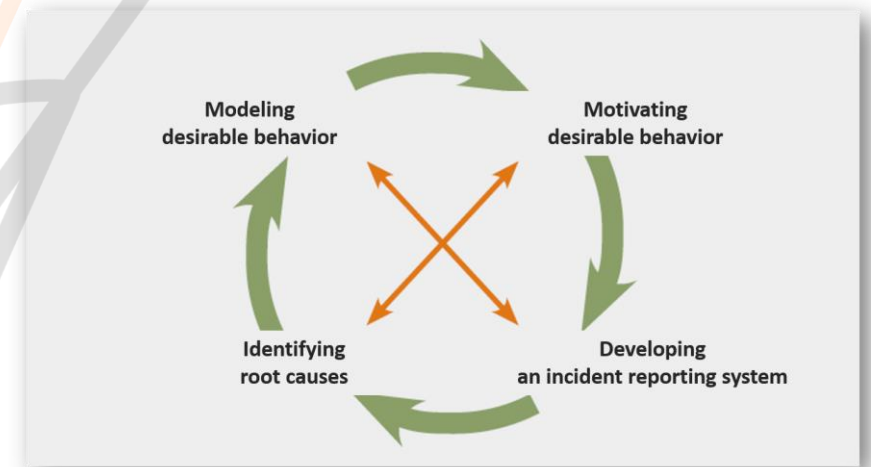 Modeling
desirable behavior
Motivating
desirable behavior
Identifying
root causes
Developing
an incident reporting system